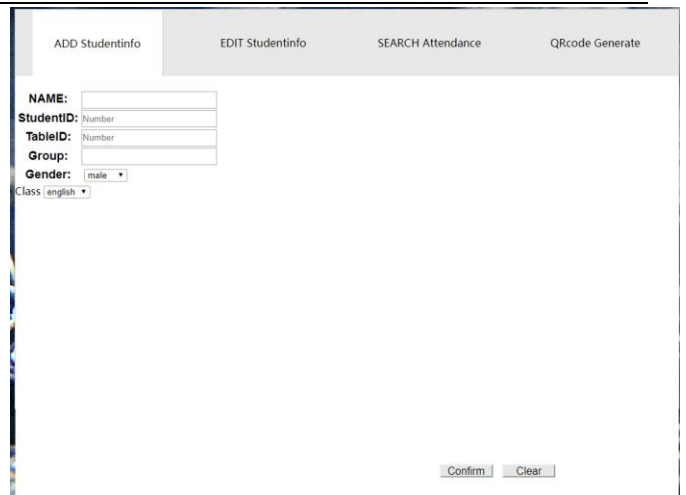 ADD Studentinfo EDIT Studentinfo SEARCH Attendance QRcode Generate
NAME:
StudentID: Number
TableID: Number
Group:
Gender: male
Class english
Confirm Clear